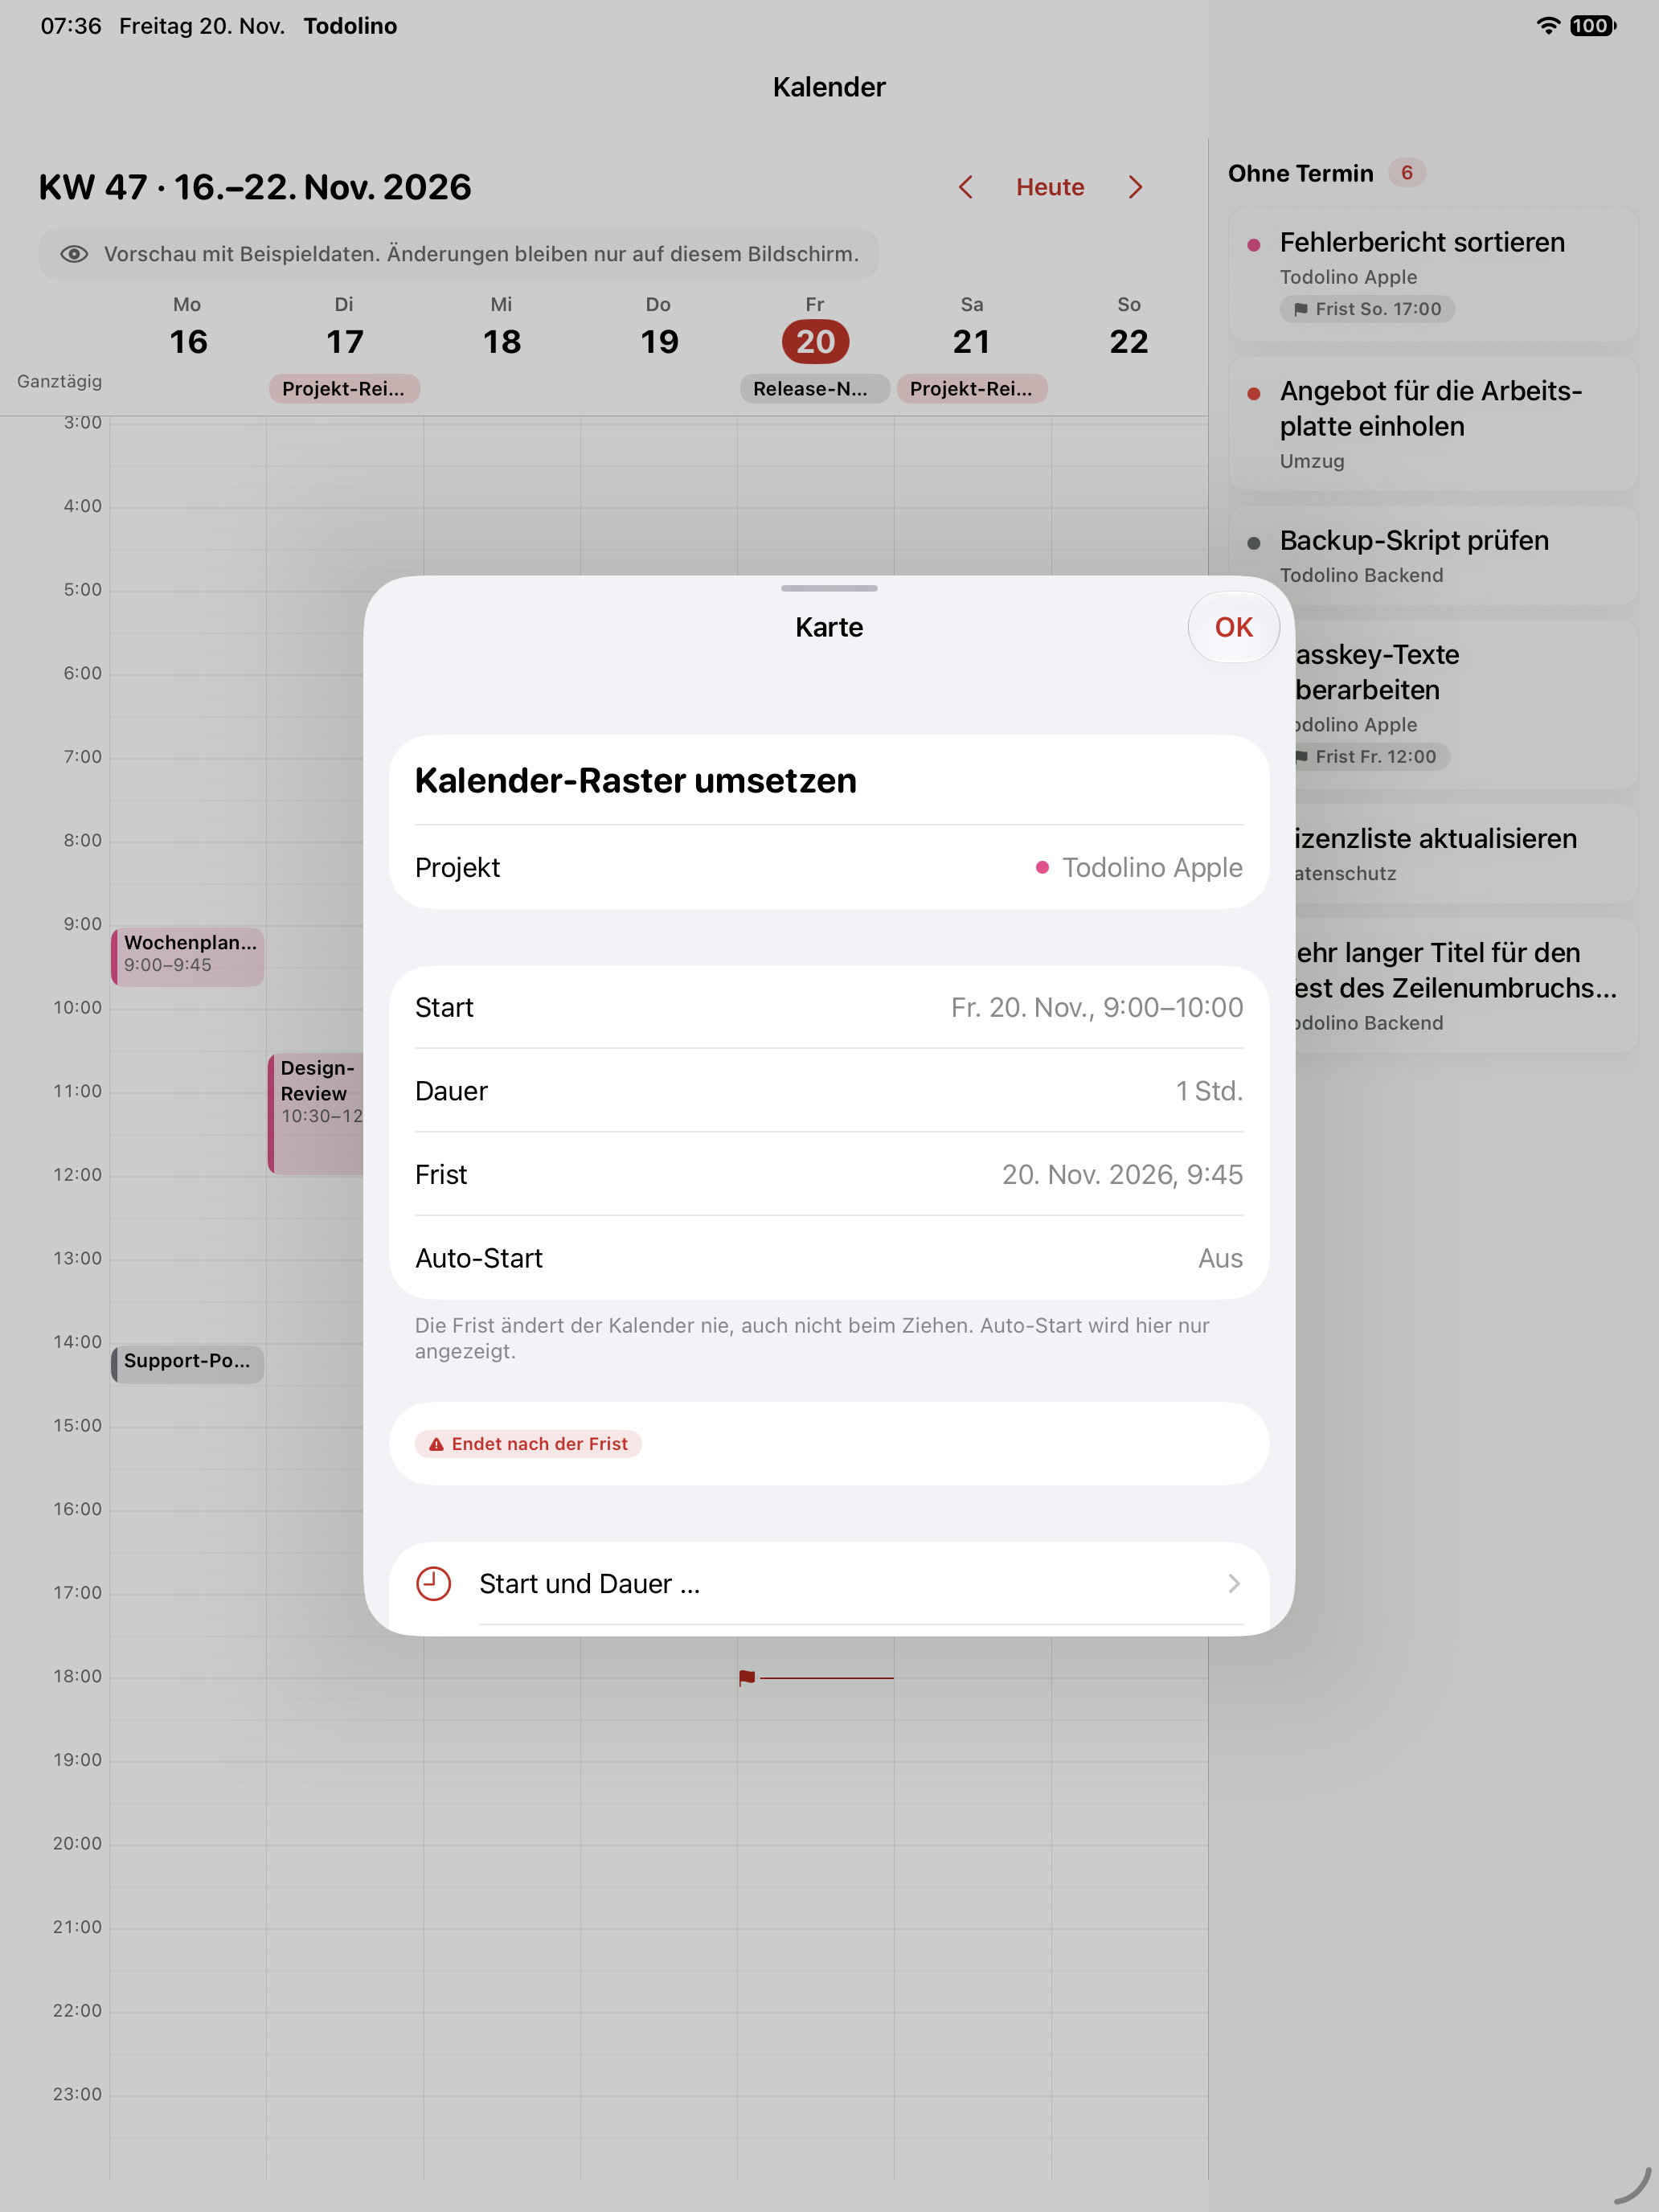 07:36 Freitag 20. Nov. Todolino
100
Kalender
KW 47 · 16.–22. Nov. 2026
Heute
Vorschau mit Beispieldaten. Änderungen bleiben nur auf diesem Bildschirm.
Mo Di Mi Do Fr Sa So
16 17 18 19 20 21 22
Ganztägig
Projekt-Rei...
Release-N...
Projekt-Rei...
3:00
4:00
5:00
6:00
7:00
8:00
9:00
Wochenplan...
9:00–9:45
10:00
Design-
Review
10:30–12
11:00
12:00
13:00
14:00
Support-Po...
15:00
16:00
17:00
18:00
19:00
20:00
21:00
22:00
23:00
Ohne Termin 6
Fehlerbericht sortieren
Todolino Apple
Frist So. 17:00
Angebot für die Arbeits-
platte einholen
Umzug
Backup-Skript prüfen
Todolino Backend
asskey-Texte
berarbeiten
odolino Apple
Frist Fr. 12:00
izenzliste aktualisieren
atenschutz
ehr langer Titel für den
est des Zeilenumbruchs...
odolino Backend
Karte
OK
Kalender-Raster umsetzen
Projekt Todolino Apple
Start Fr. 20. Nov., 9:00–10:00
Dauer 1 Std.
Frist 20. Nov. 2026, 9:45
Auto-Start Aus
Die Frist ändert der Kalender nie, auch nicht beim Ziehen. Auto-Start wird hier nur
angezeigt.
Endet nach der Frist
Start und Dauer ...